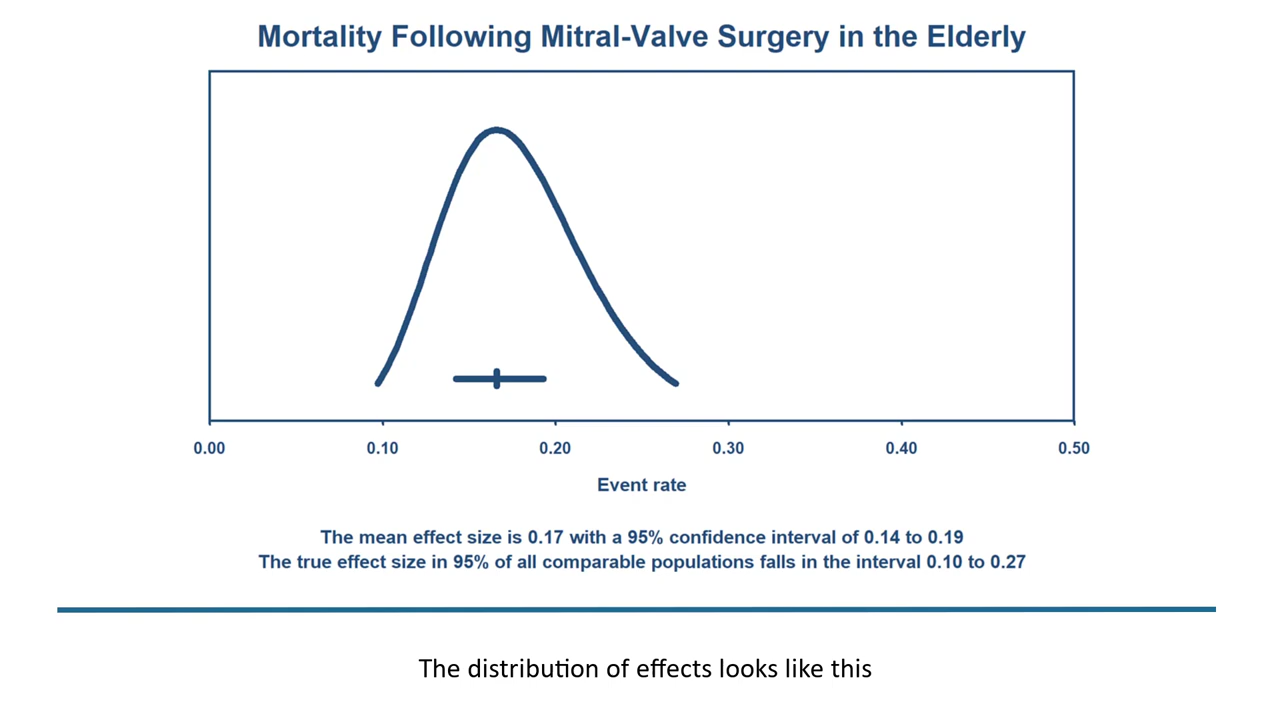 Mortality Following Mitral-Valve Surgery in the Elderly
0.00 0.10 0.20 0.30 0.40 0.50
Event rate
The mean effect size is 0.17 with a 95% confidence interval of 0.14 to 0.19
The true effect size in 95% of all comparable populations falls in the interval 0.10 to 0.27
The distribution of effects looks like this